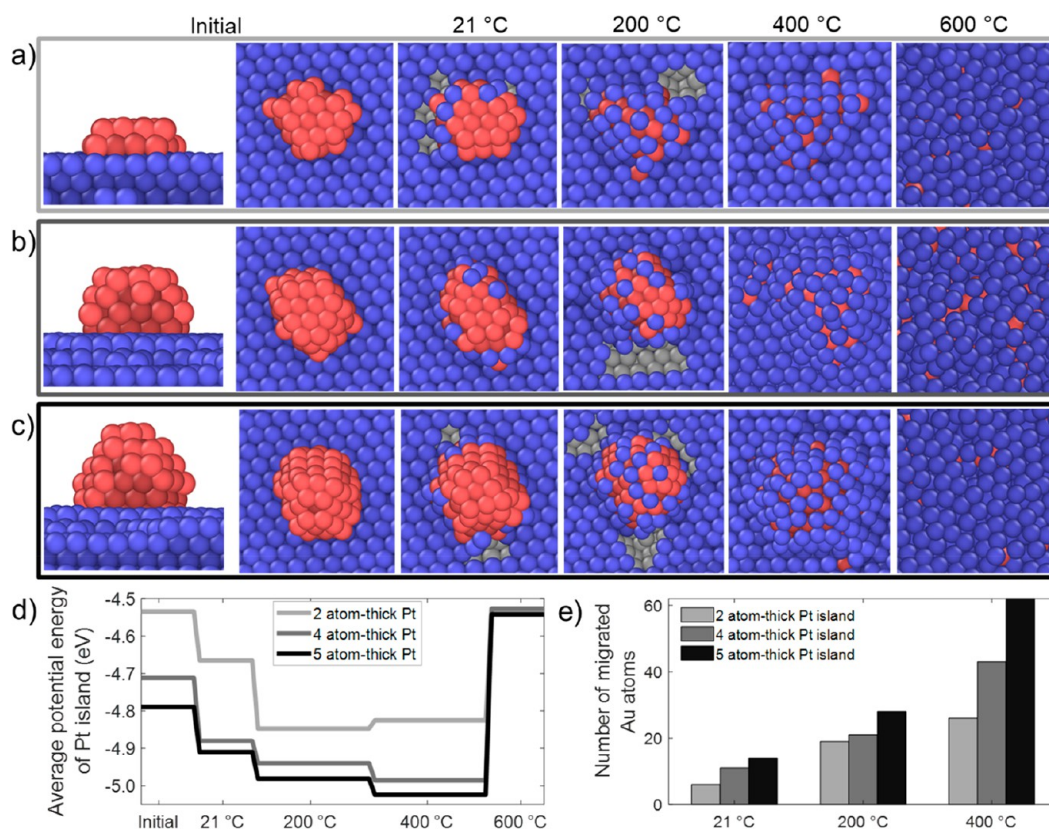 Initial 21 °C 200 °C 400 °C 600 °C
a)
b)
c)
d)
-4.5
-4.6
-4.7
-4.8
-4.9
-5.0
Average potential energy
of Pt island (eV)
2 atom-thick Pt
4 atom-thick Pt
5 atom-thick Pt
Initial 21 °C 200 °C 400 °C 600 °C
e)
60
40
20
0
Number of migrated
Au atoms
2 atom-thick Pt island
4 atom-thick Pt island
5 atom-thick Pt island
21 °C 200 °C 400 °C